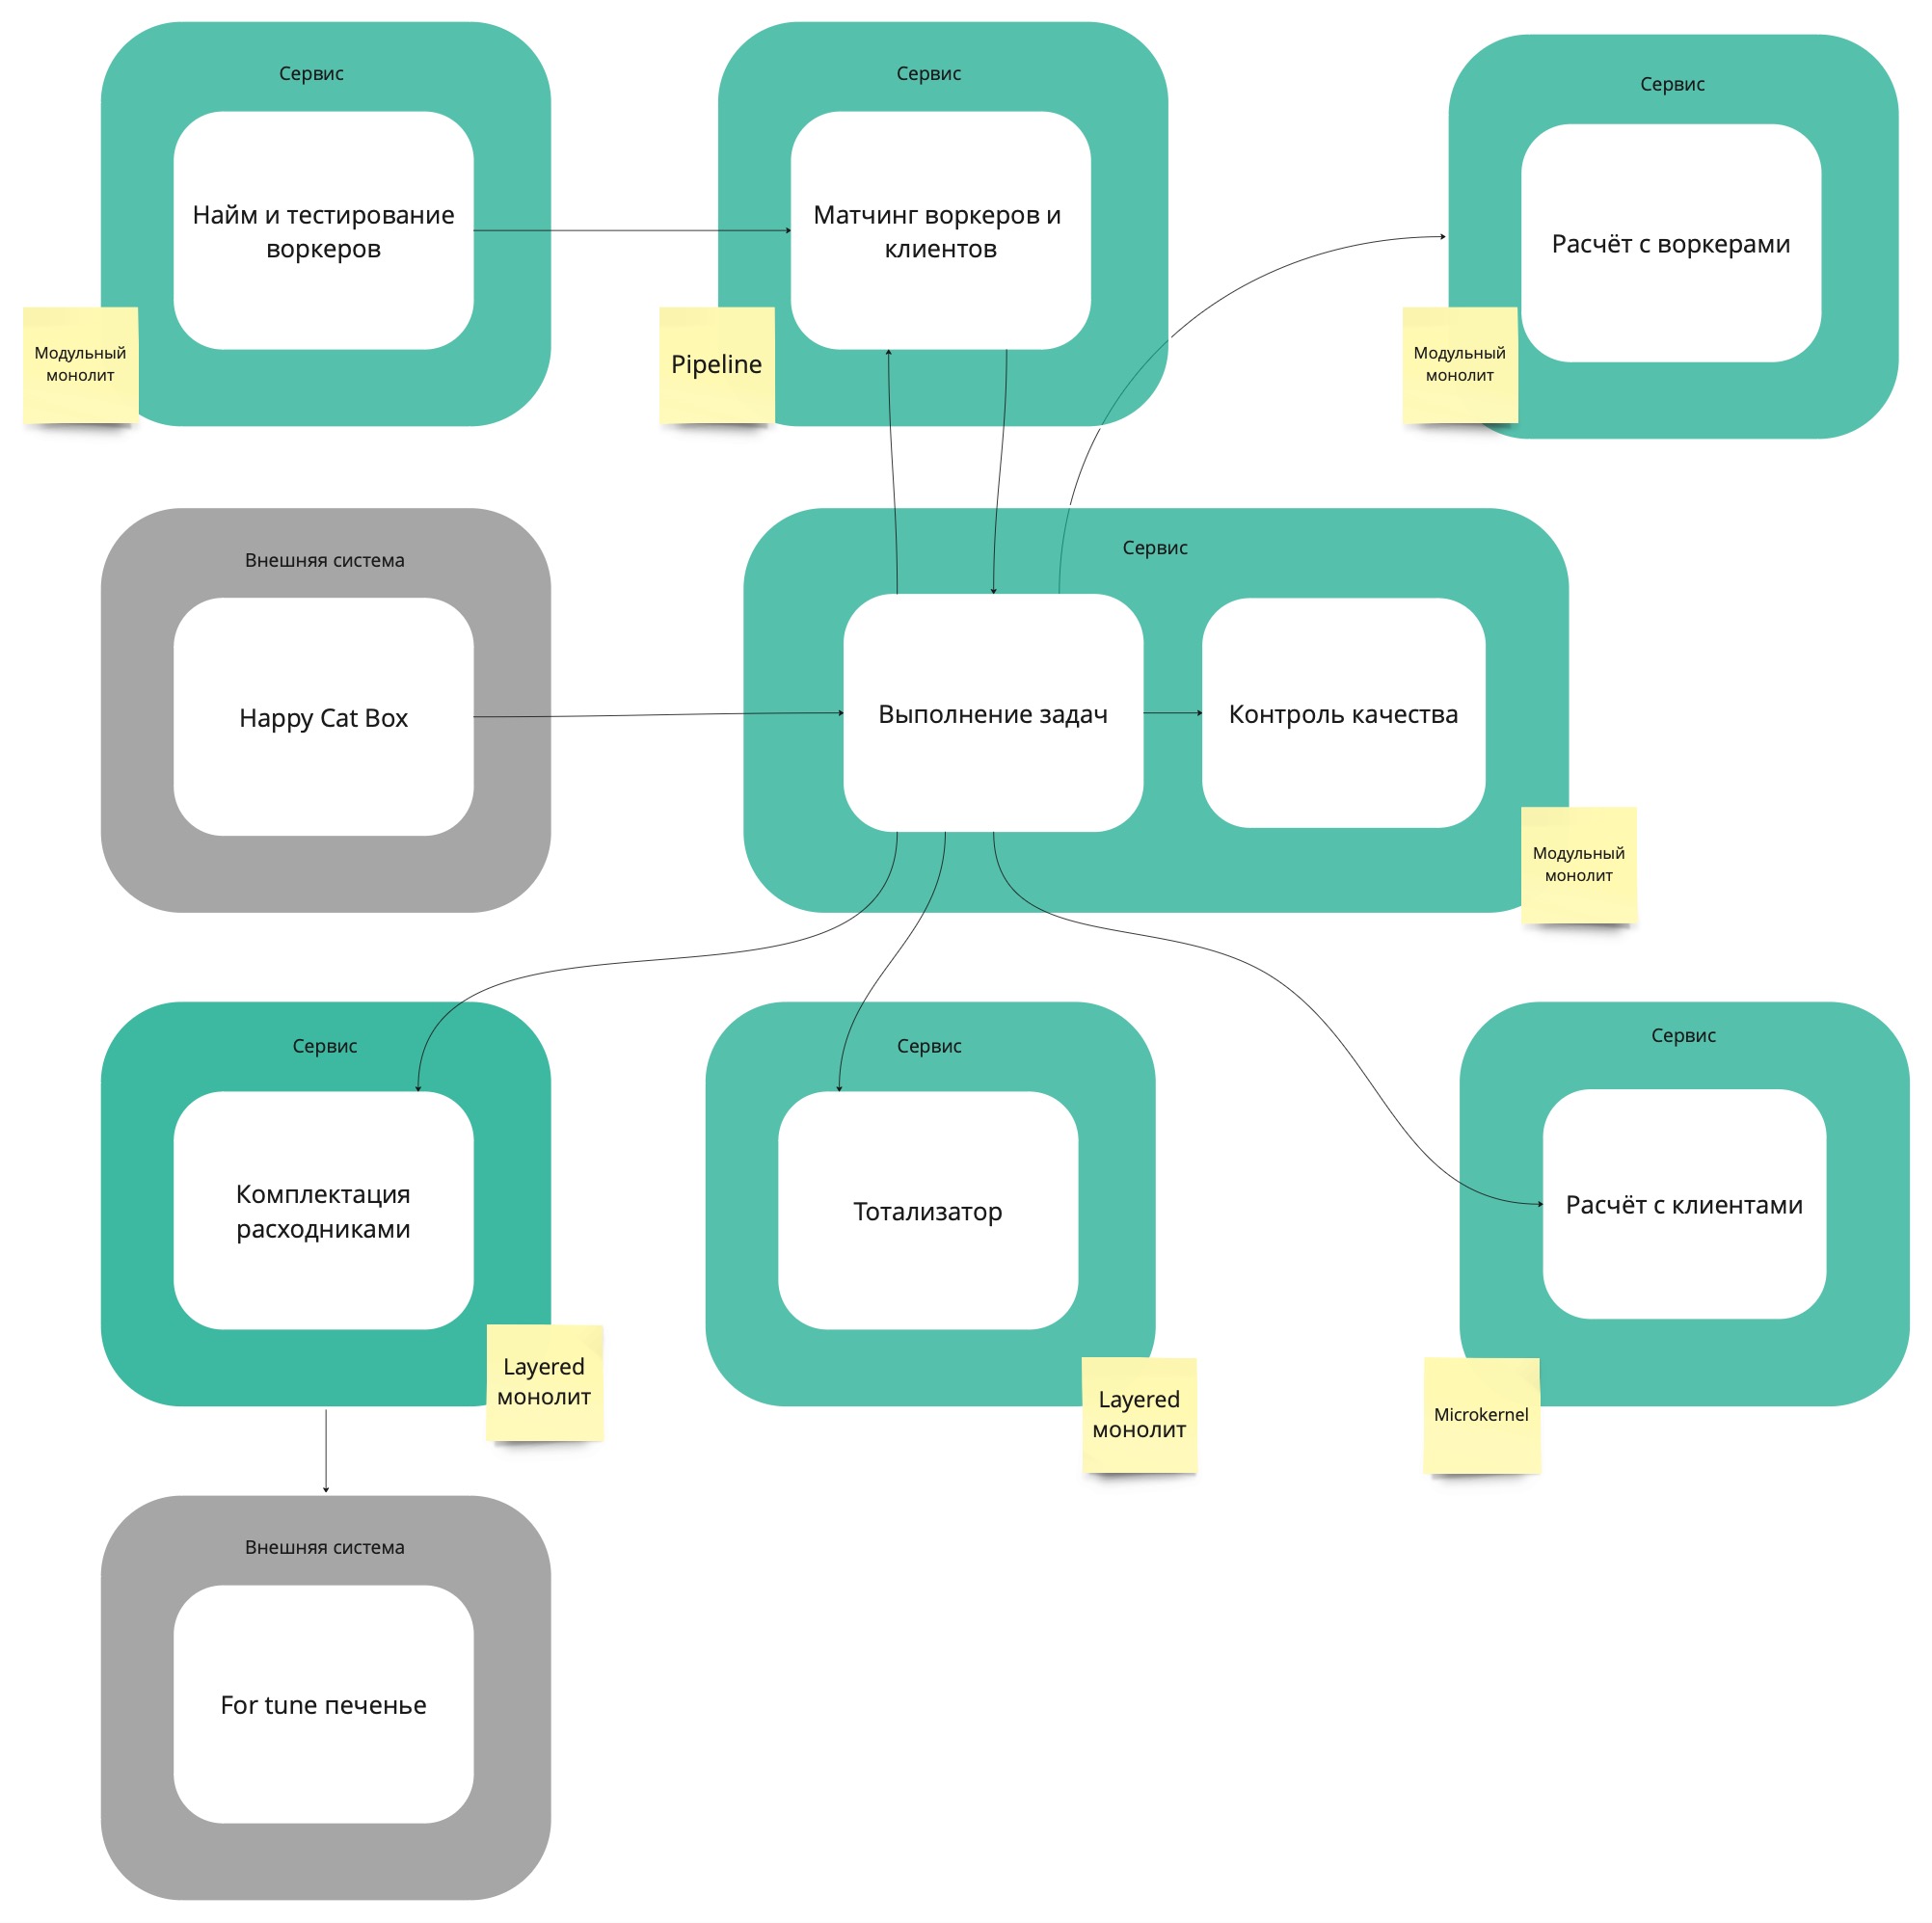 Сервис
Найм и тестирование
воркеров
Модульный
монолит
Сервис
Матчинг воркеров и
клиентов
Pipeline
Сервис
Расчёт с воркерами
Модульный
монолит
Внешняя система
Happy Cat Box
Сервис
Выполнение задач
Контроль качества
Модульный
монолит
Сервис
Комплектация
расходниками
Layered
монолит
Сервис
Тотализатор
Layered
монолит
Сервис
Расчёт с клиентами
Microkernel
Внешняя система
For tune печенье